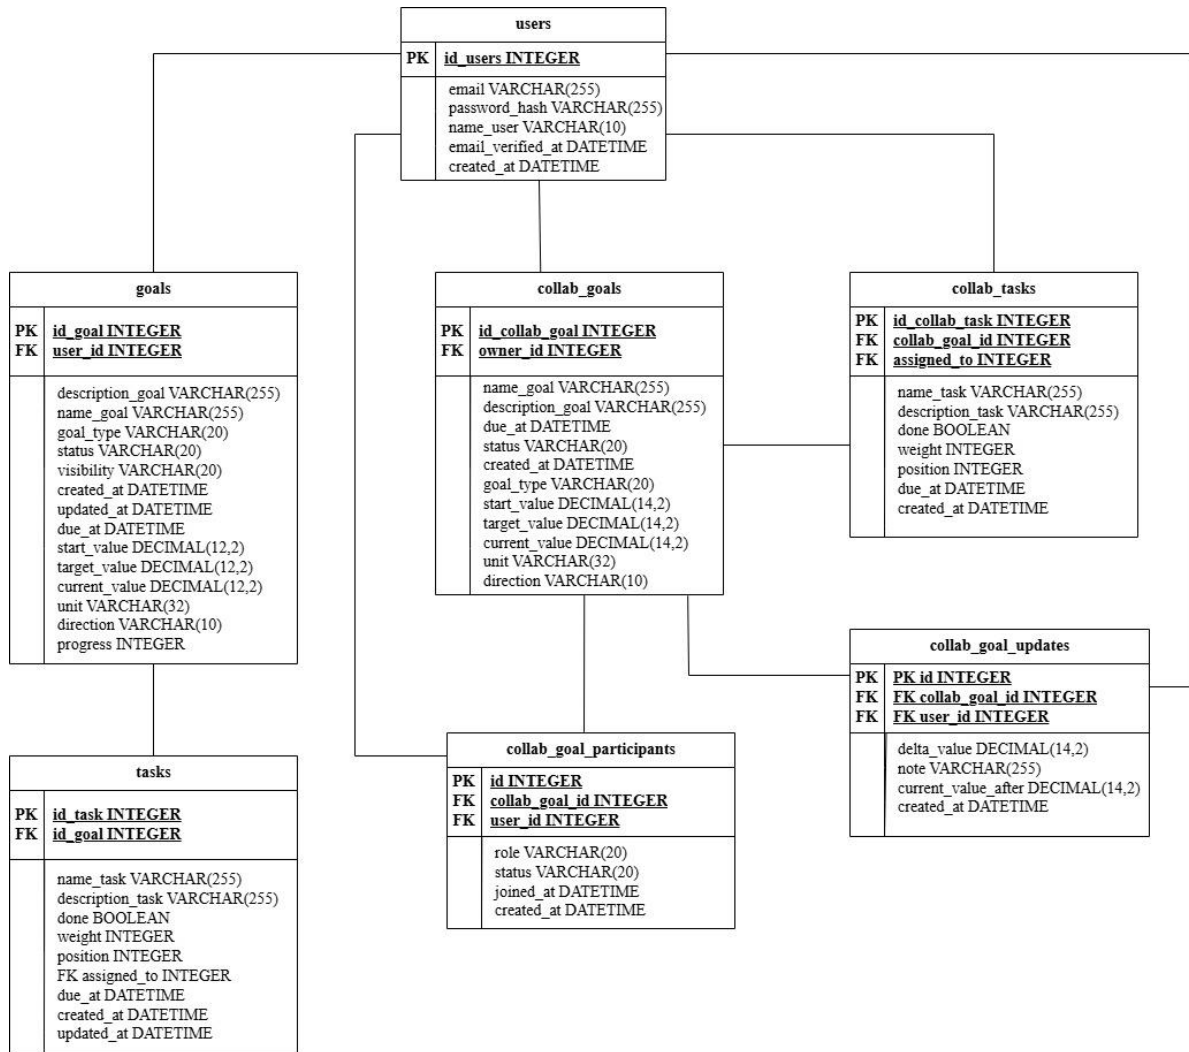 users
PK id_users INTEGER
email VARCHAR(255)
password_hash VARCHAR(255)
name_user VARCHAR(10)
email_verified_at DATETIME
created_at DATETIME
goals
PK id_goal INTEGER
FK user_id INTEGER
description_goal VARCHAR(255)
name_goal VARCHAR(255)
goal_type VARCHAR(20)
status VARCHAR(20)
visibility VARCHAR(20)
created_at DATETIME
updated_at DATETIME
due_at DATETIME
start_value DECIMAL(12,2)
target_value DECIMAL(12,2)
current_value DECIMAL(12,2)
unit VARCHAR(32)
direction VARCHAR(10)
progress INTEGER
collab_goals
PK id_collab_goal INTEGER
FK owner_id INTEGER
name_goal VARCHAR(255)
description_goal VARCHAR(255)
due_at DATETIME
status VARCHAR(20)
created_at DATETIME
goal_type VARCHAR(20)
start_value DECIMAL(14,2)
target_value DECIMAL(14,2)
current_value DECIMAL(14,2)
unit VARCHAR(32)
direction VARCHAR(10)
collab_tasks
PK id_collab_task INTEGER
FK collab_goal_id INTEGER
FK assigned_to INTEGER
name_task VARCHAR(255)
description_task VARCHAR(255)
done BOOLEAN
weight INTEGER
position INTEGER
due_at DATETIME
created_at DATETIME
collab_goal_updates
PK PK id INTEGER
FK FK collab_goal_id INTEGER
FK FK user_id INTEGER
delta_value DECIMAL(14,2)
note VARCHAR(255)
current_value_after DECIMAL(14,2)
created_at DATETIME
collab_goal_participants
PK id INTEGER
FK collab_goal_id INTEGER
FK user_id INTEGER
role VARCHAR(20)
status VARCHAR(20)
joined_at DATETIME
created_at DATETIME
tasks
PK id_task INTEGER
FK id_goal INTEGER
name_task VARCHAR(255)
description_task VARCHAR(255)
done BOOLEAN
weight INTEGER
position INTEGER
FK assigned_to INTEGER
due_at DATETIME
created_at DATETIME
updated_at DATETIME